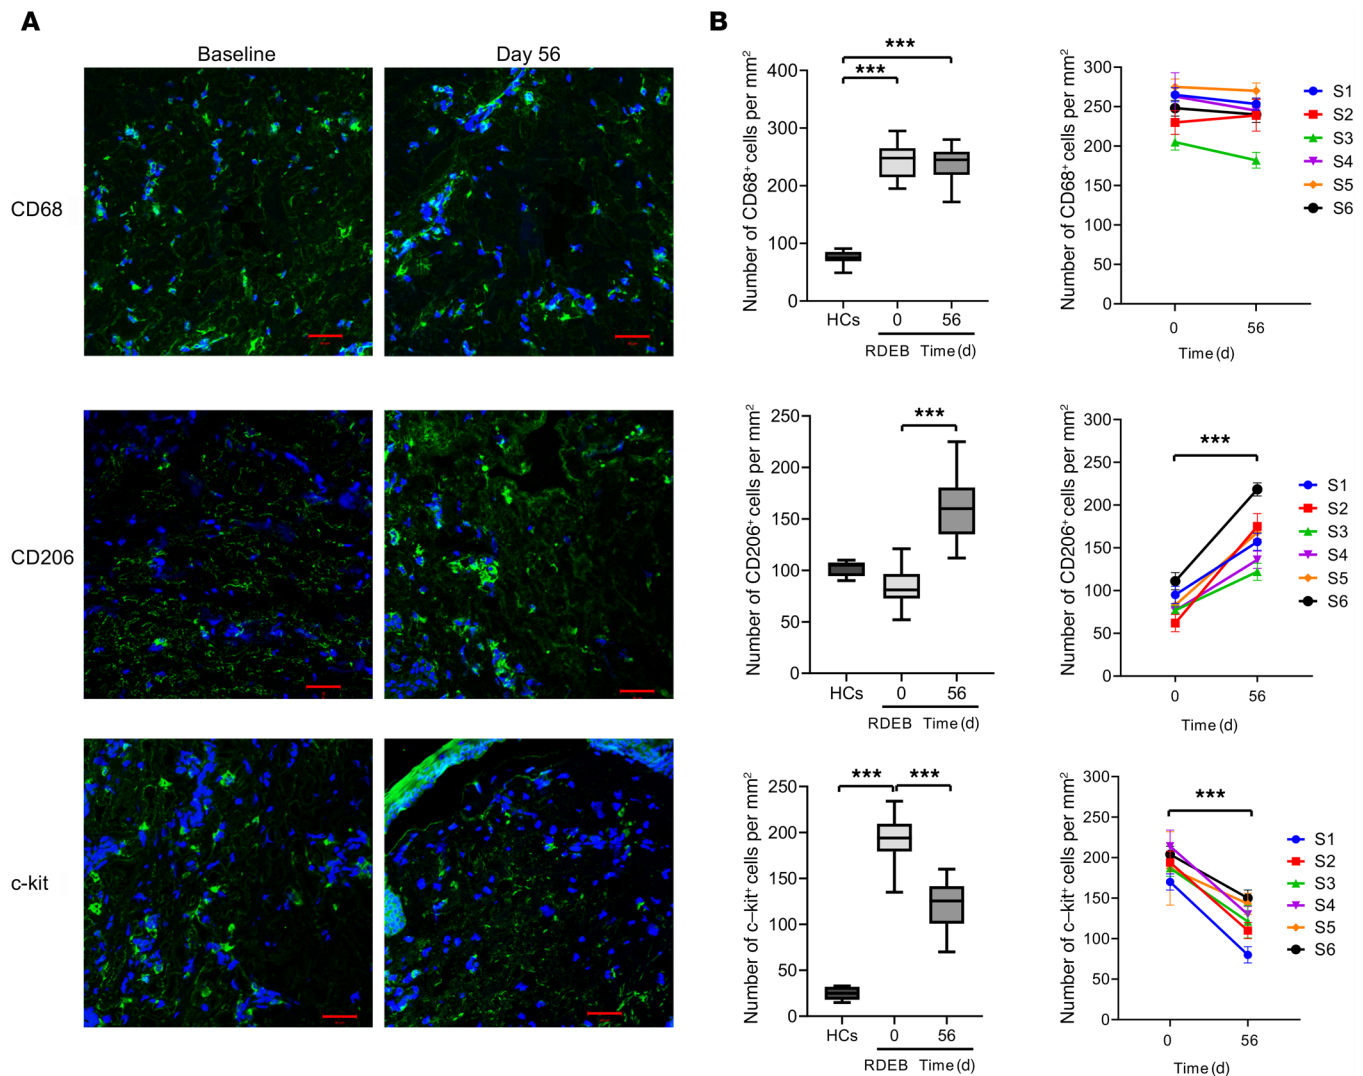 A
B
Baseline
Day 56
CD68
CD206
c-kit
Number of CD68⁺ cells per mm²
400
300
200
100
0
***
***
HCs
0
56
RDEB Time (d)
Number of CD68⁺ cells per mm²
300
250
200
150
100
50
0
0
56
Time (d)
S1
S2
S3
S4
S5
S6
Number of CD206⁺ cells per mm²
250
200
150
100
50
0
***
HCs
0
56
RDEB Time (d)
Number of CD206⁺ cells per mm²
300
250
200
150
100
50
0
***
0
56
Time (d)
S1
S2
S3
S4
S5
S6
Number of c–kit⁺ cells per mm²
250
200
150
100
50
0
***
***
HCs
0
56
RDEB Time (d)
Number of c–kit⁺ cells per mm²
300
250
200
150
100
50
0
***
0
56
Time (d)
S1
S2
S3
S4
S5
S6